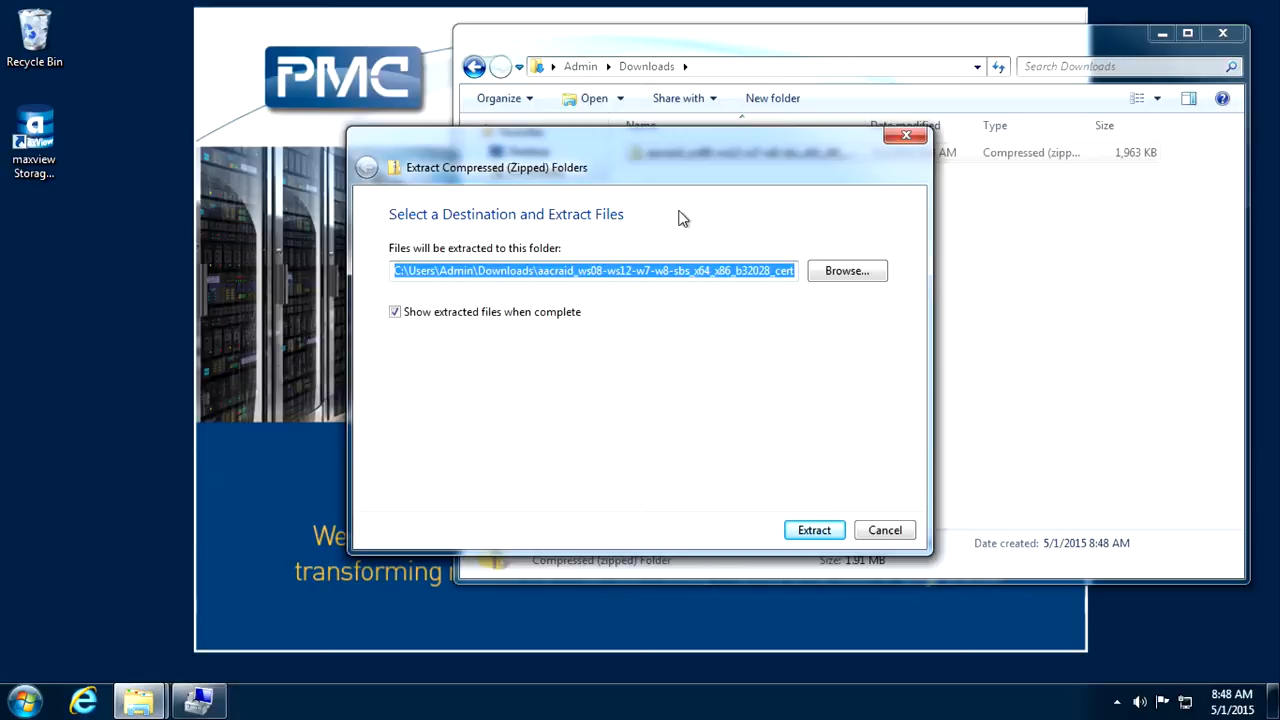 Recycle Bin
maxview
Storag...
PMC
Admin
Downloads
Search Downloads
Organize
Open
Share with
New folder
Name
Date modified
Type
Size
AM
Compressed (zipp...
1,963 KB
Extract Compressed (Zipped) Folders
Select a Destination and Extract Files
Files will be extracted to this folder:
C:\Users\Admin\Downloads\aacraid_ws08-ws12-w7-w8-sbs_x64_x86_b32028_cert
Browse...
Show extracted files when complete
Extract
Cancel
We
transforming
Date created: 5/1/2015 8:48 AM
Compressed (zipped) Folder
Size: 1.91 MB
8:48 AM
5/1/2015